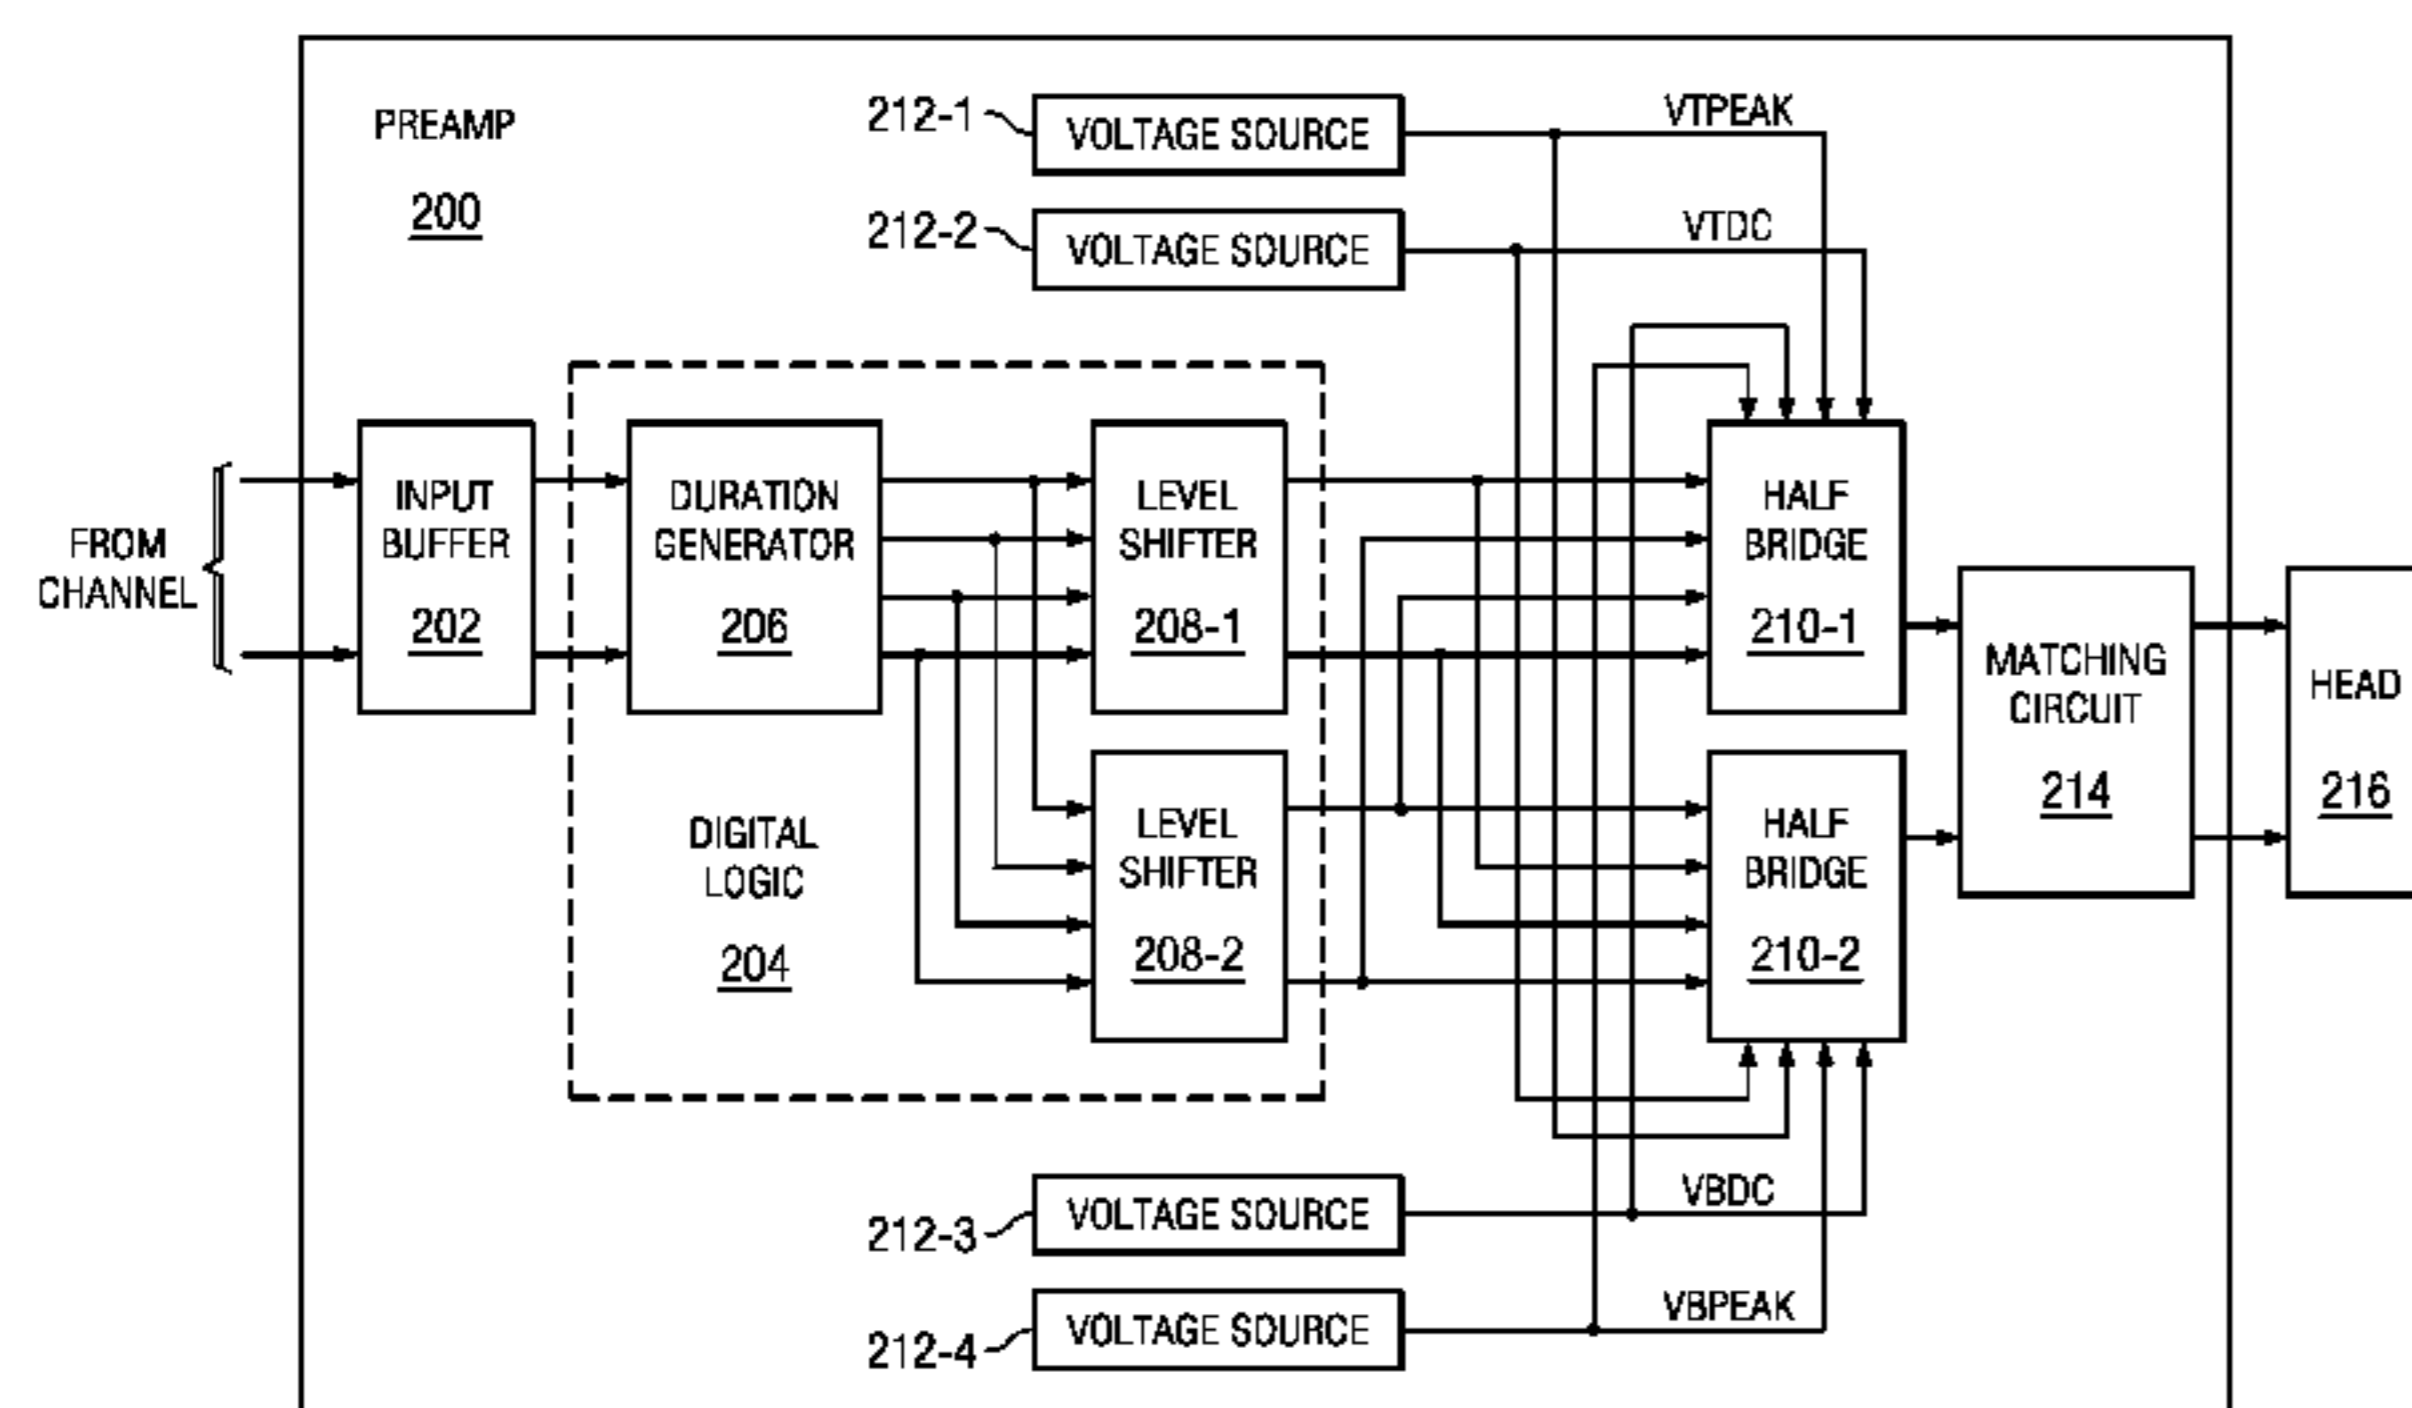 PREAMP
200
212-1
VOLTAGE SOURCE
VTPEAK
212-2
VOLTAGE SOURCE
VTDC
FROM
CHANNEL
INPUT
BUFFER
202
DURATION
GENERATOR
206
LEVEL
SHIFTER
208-1
HALF
BRIDGE
210-1
DIGITAL
LOGIC
204
LEVEL
SHIFTER
208-2
HALF
BRIDGE
210-2
MATCHING
CIRCUIT
214
HEAD
216
212-3
VOLTAGE SOURCE
VBDC
212-4
VOLTAGE SOURCE
VBPEAK